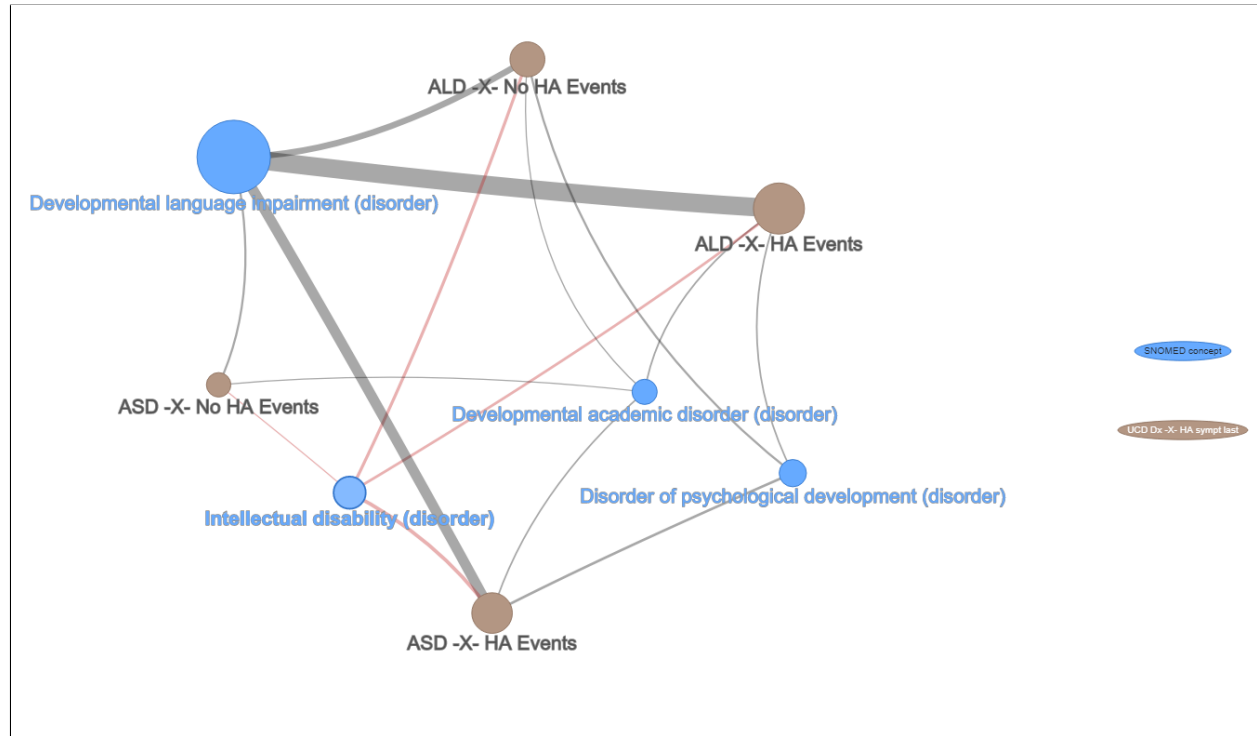 ALD -X- No HA Events
Developmental language impairment (disorder)
ALD -X- HA Events
SNOMED concept
ASD -X- No HA Events
Developmental academic disorder (disorder)
UCD Dx -X- HA sympt last
Disorder of psychological development (disorder)
Intellectual disability (disorder)
ASD -X- HA Events